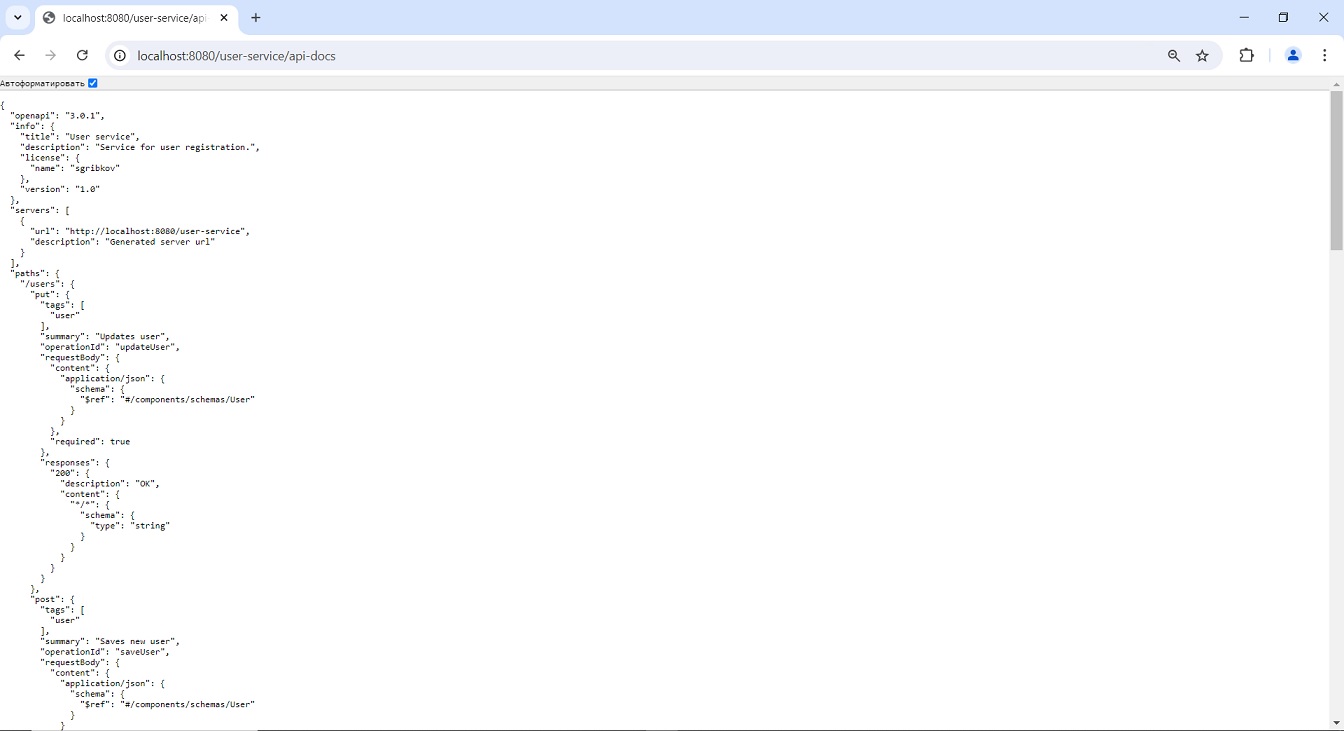 localhost:8080/user-service/api
localhost:8080/user-service/api-docs
Автоформатировать
{
  "openapi": "3.0.1",
  "info": {
    "title": "User service",
    "description": "Service for user registration.",
    "license": {
      "name": "sgribkov"
    },
    "version": "1.0"
  },
  "servers": [
    {
      "url": "http://localhost:8080/user-service",
      "description": "Generated server url"
    }
  ],
  "paths": {
    "/users": {
      "put": {
        "tags": [
          "user"
        ],
        "summary": "Updates user",
        "operationId": "updateUser",
        "requestBody": {
          "content": {
            "application/json": {
              "schema": {
                "$ref": "#/components/schemas/User"
              }
            }
          },
          "required": true
        },
        "responses": {
          "200": {
            "description": "OK",
            "content": {
              "*/*": {
                "schema": {
                  "type": "string"
                }
              }
            }
          }
        }
      },
      "post": {
        "tags": [
          "user"
        ],
        "summary": "Saves new user",
        "operationId": "saveUser",
        "requestBody": {
          "content": {
            "application/json": {
              "schema": {
                "$ref": "#/components/schemas/User"
              }
            }